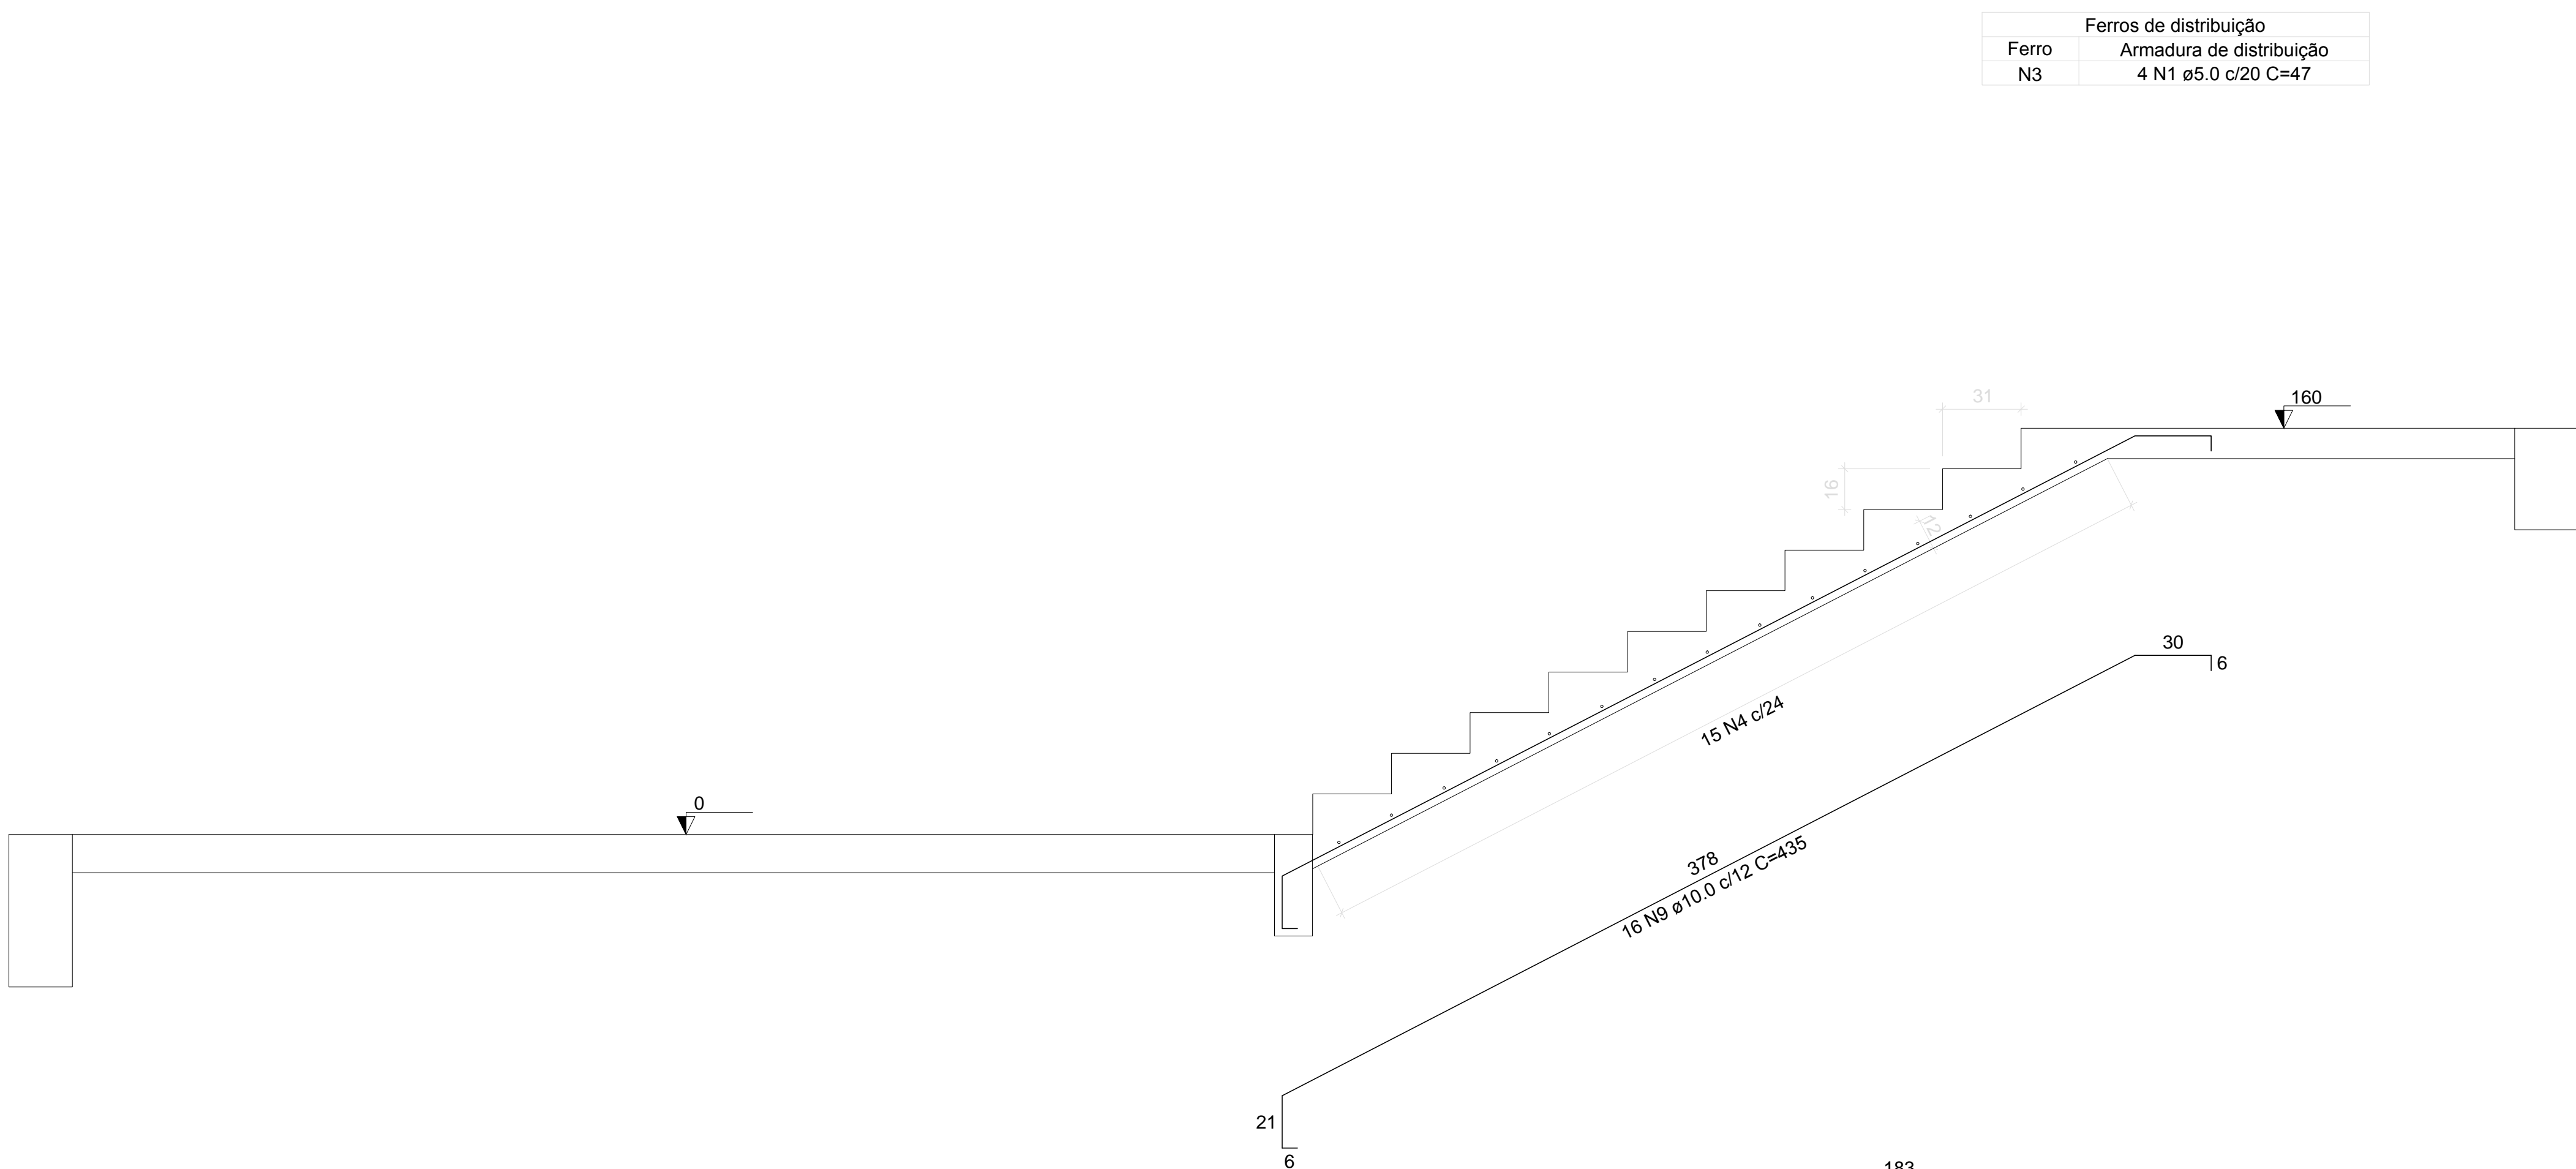 Ferros de distribuição
Ferro Armadura de distribuição
N3 4 N1 ø5.0 c/20 C=47
31
160
16
12
30
6
15 N4 c/24
0
378
16 N9 ø10.0 c/12 C=435
21
6
183